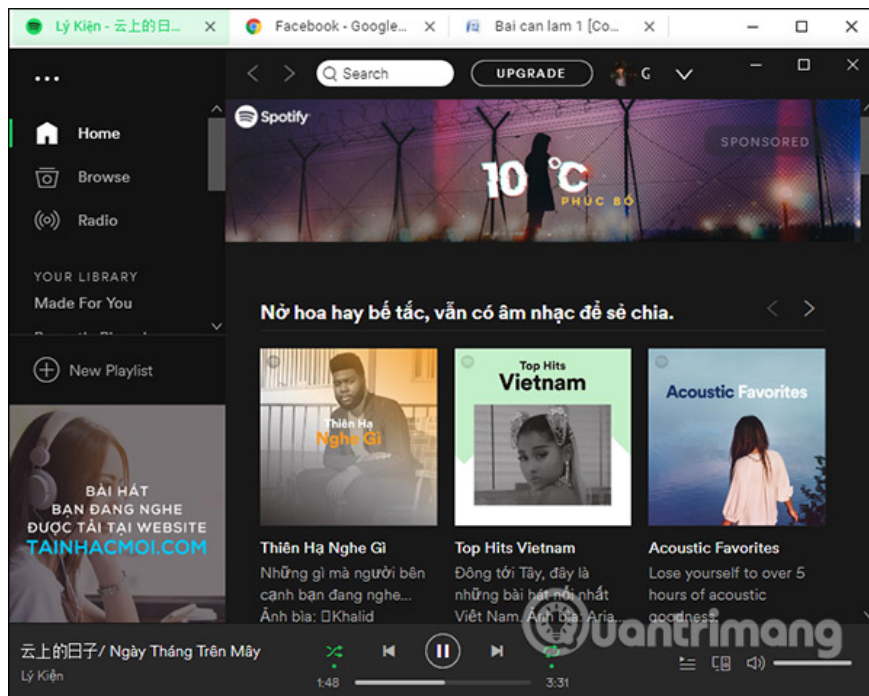 Lý Kiện - 云上的日...
Facebook - Google...
Bai can lam 1 [Co...
Search
UPGRADE
G
Spotify
SPONSORED
10°C
PHÚC BỒ
Home
Browse
Radio
YOUR LIBRARY
Made For You
New Playlist
Nở hoa hay bế tắc, vẫn có âm nhạc để sẻ chia.
Thiên Hạ
Nghe Gì
Top Hits
Vietnam
Acoustic Favorites
BÀI HÁT
BẠN ĐANG NGHE
ĐƯỢC TẢI TẠI WEBSITE
TAINHACMOI.COM
Thiên Hạ Nghe Gì
Những gì mà người bên
cạnh bạn đang nghe...
Ảnh bìa: Khalid
Top Hits Vietnam
Đông tới Tây, đây là
những bài hát nổi nhất
Việt Nam. Ảnh bìa: Aria...
Acoustic Favorites
Lose yourself to over 5
hours of acoustic
goodness.
Quantrimang
云上的日子/ Ngày Tháng Trên Mây
Lý Kiện
1:48
3:31